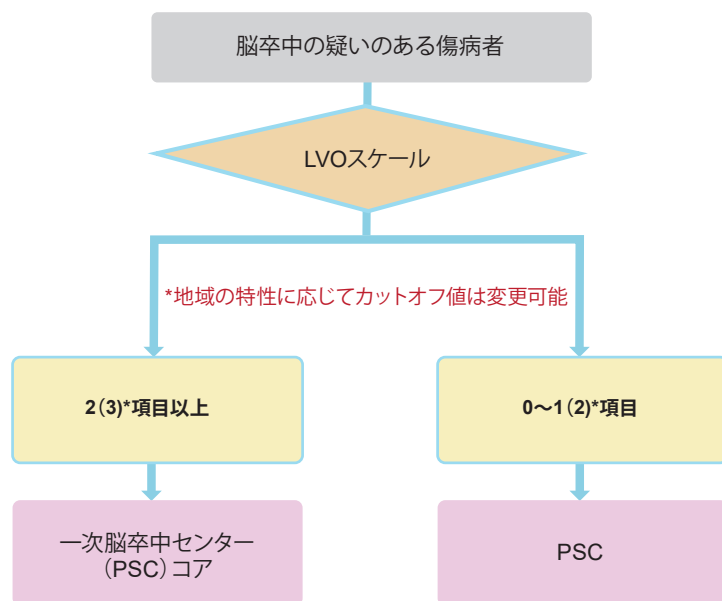 脳卒中の疑いのある傷病者
LVOスケール
*地域の特性に応じてカットオフ値は変更可能
2(3)*項目以上
0〜1(2)*項目
一次脳卒中センター
(PSC)コア
PSC